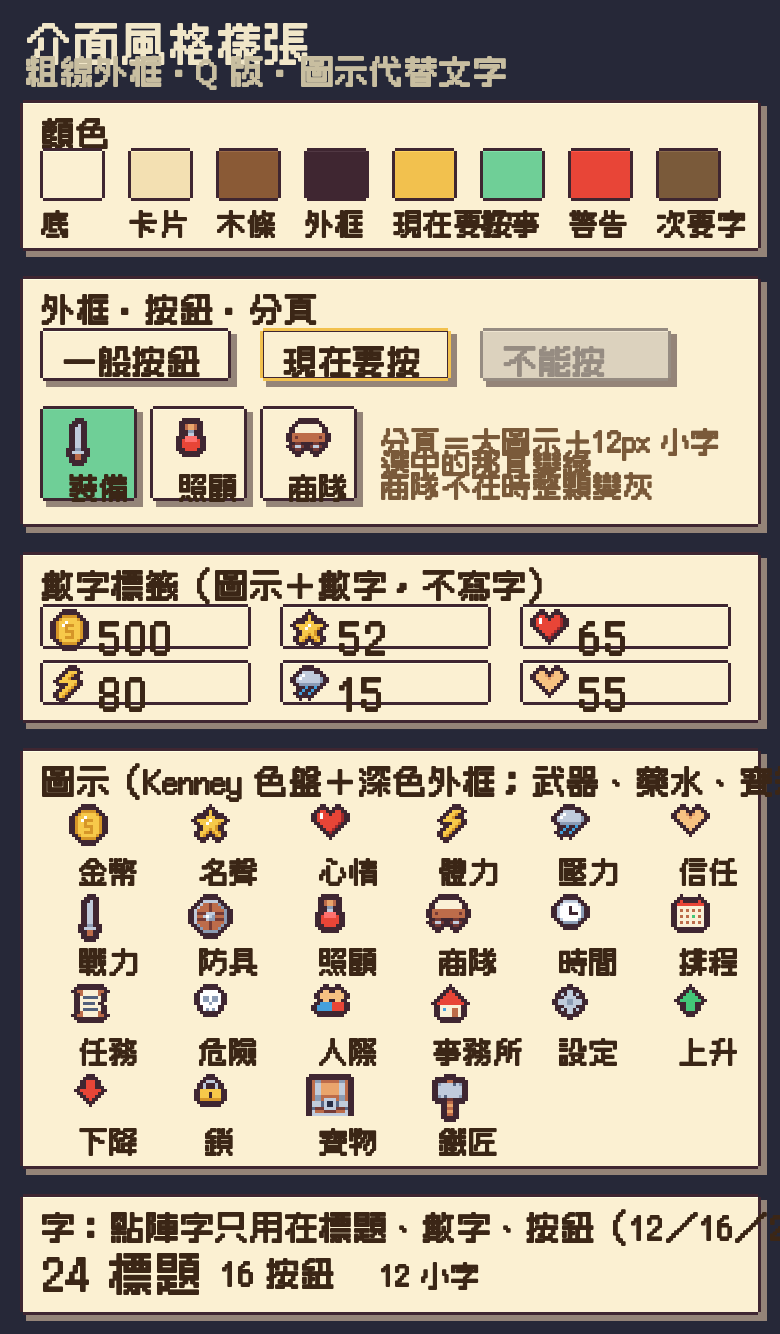 介面風格樣張
粗線外框・Q 版・圖示代替文字
顏色
底 卡片 木條 外框 現在要按 好事 警告 次要字
外框・按鈕・分頁
一般按鈕 現在要按 不能按
分頁＝大圖示＋12px 小字
選中的那頁變綠
商隊不在時整顆變灰
裝備 照顧 商隊
數字標籤（圖示＋數字，不寫字）
500 52 65
80 15 55
圖示（Kenney 色盤＋深色外框；武器、藥水、寶
金幣 名聲 心情 體力 壓力 信任
戰力 防具 照顧 商隊 時間 排程
任務 危險 人際 事務所 設定 上升
下降 鎖 寶物 鐵匠
字：點陣字只用在標題、數字、按鈕（12／16／
24 標題 16 按鈕 12 小字